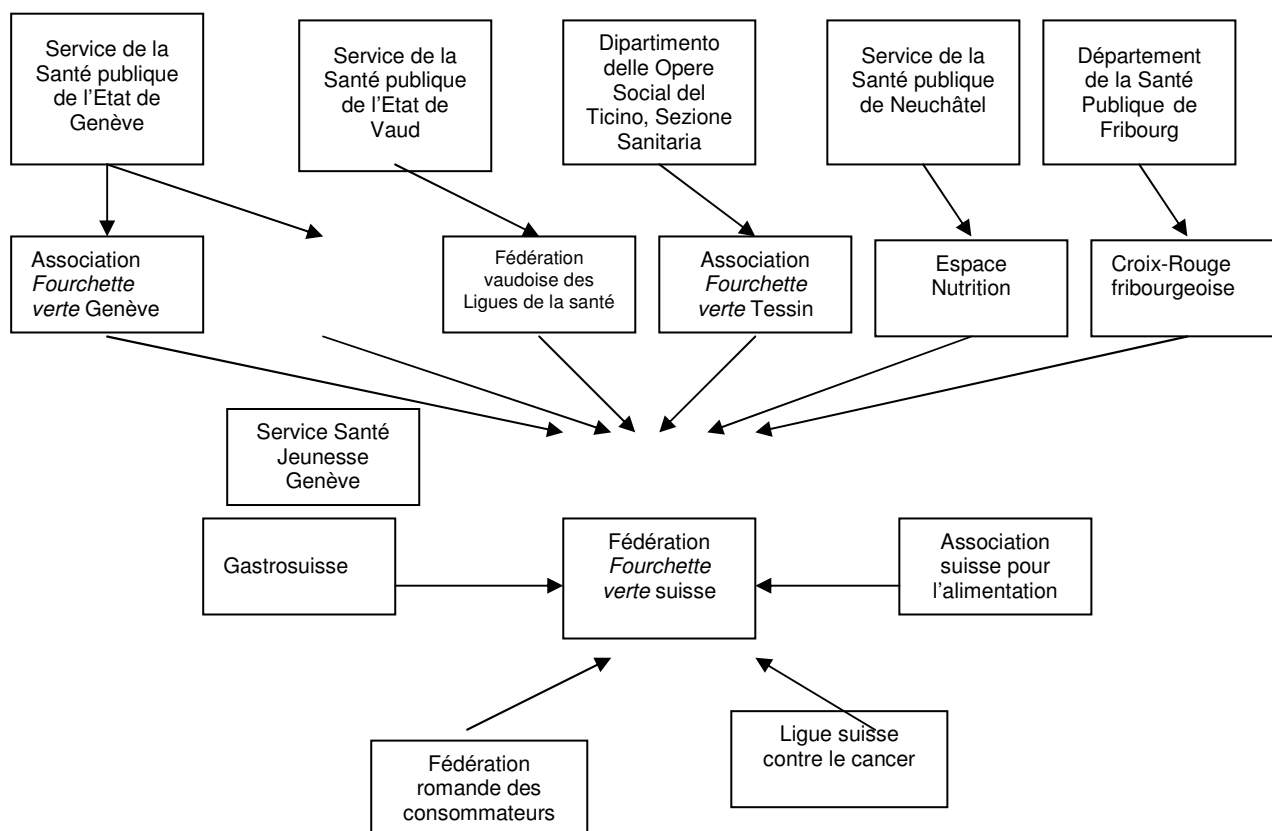 Service de la
Santé publique
de l'Etat de
Genève
Service de la
Santé publique
de l'Etat de
Vaud
Dipartimento
delle Opere
Social del
Ticino, Sezione
Sanitaria
Service de la
Santé publique
de Neuchâtel
Département
de la Santé
Publique de
Fribourg
Association
Fourchette
verte Genève
Fédération
vaudoise des
Ligues de la santé
Association
Fourchette
verte Tessin
Espace
Nutrition
Croix-Rouge
fribourgeoise
Service Santé
Jeunesse
Genève
Gastrosuisse
Fédération
Fourchette
verte suisse
Association
suisse pour
l'alimentation
Fédération
romande des
consommateurs
Ligue suisse
contre le cancer